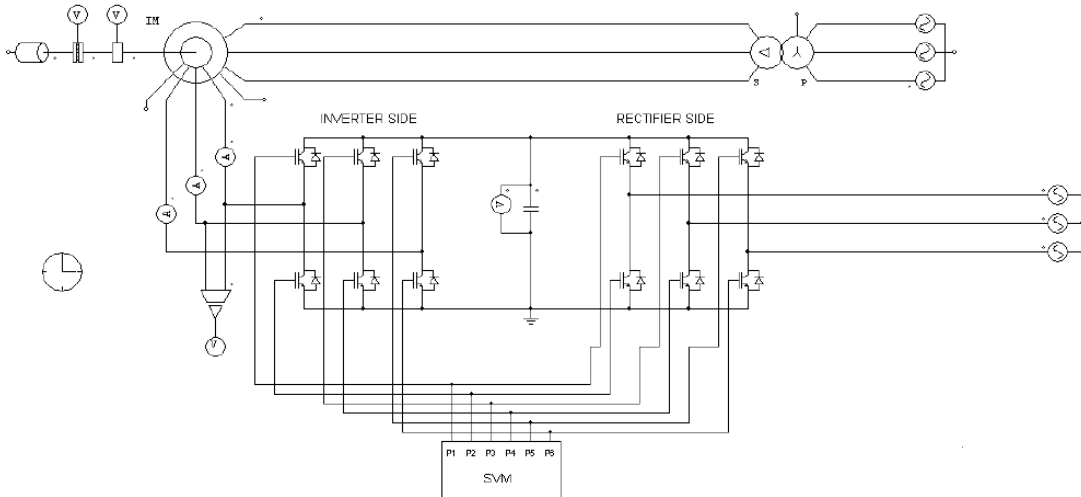 V V
IM
S P
INVERTER SIDE RECTIFIER SIDE
A
A
V
A
V
P1 P2 P3 P4 P5 P6
SVM